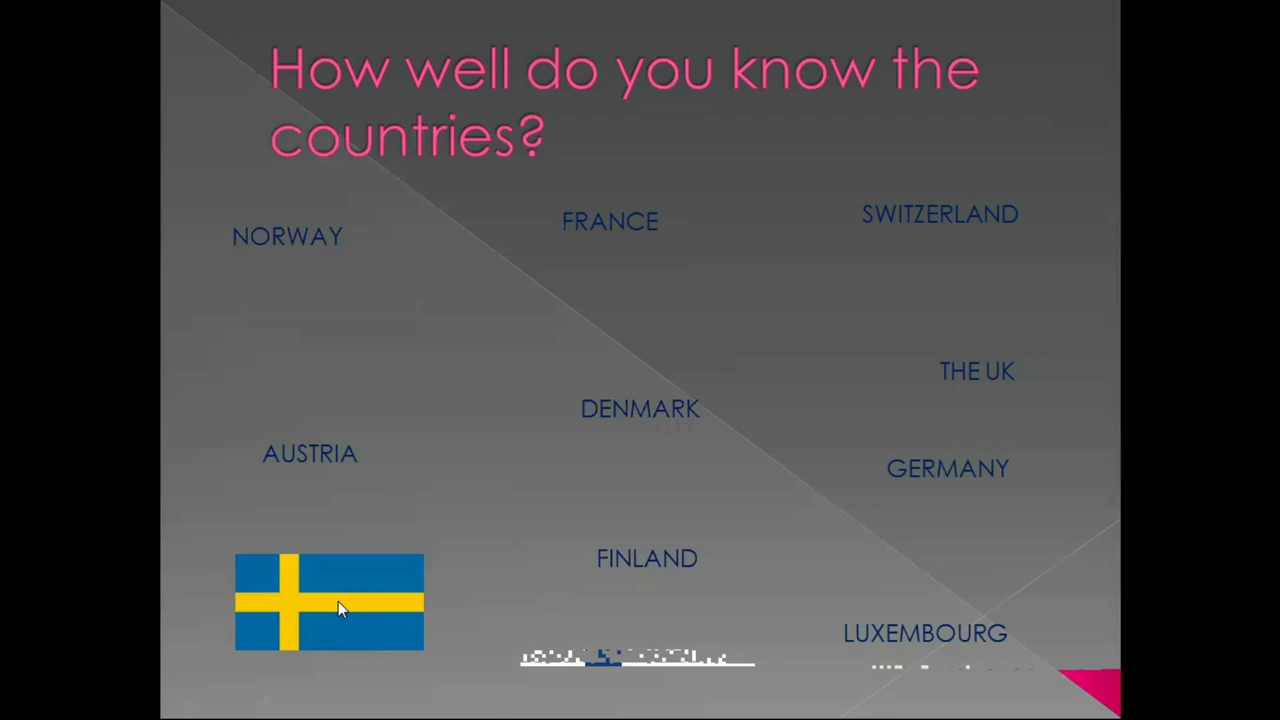 How well do you know the
countries?
NORWAY
FRANCE
SWITZERLAND
THE UK
DENMARK
AUSTRIA
GERMANY
FINLAND
LUXEMBOURG